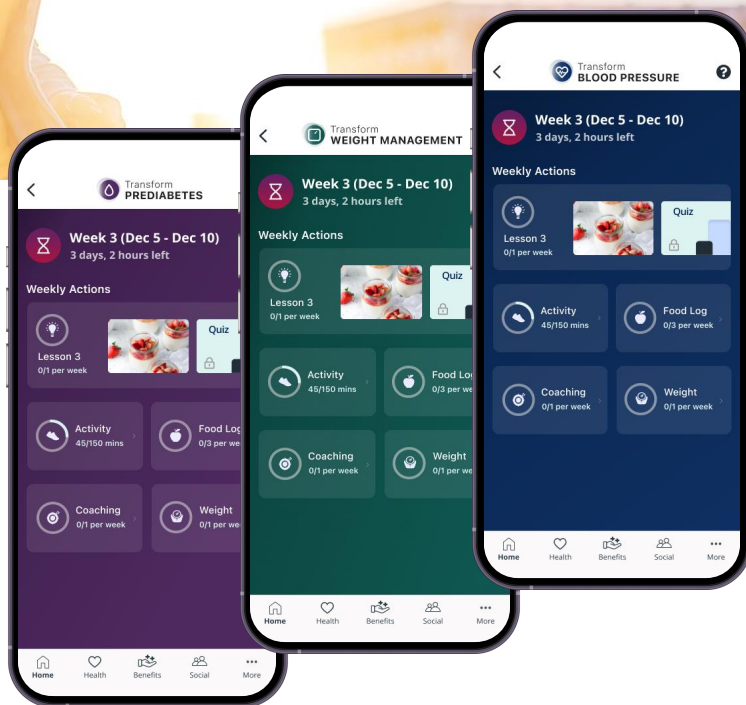 Transform
PREDIABETES
Week 3 (Dec 5 - Dec 10)
3 days, 2 hours left
Weekly Actions
Lesson 3
0/1 per week
Quiz
Activity
45/150 mins
Food Log
0/3 per we
Coaching
0/1 per week
Weight
0/1 per we
Home
Health
Benefits
Social
More
Transform
WEIGHT MANAGEMENT
Week 3 (Dec 5 - Dec 10)
3 days, 2 hours left
Weekly Actions
Lesson 3
0/1 per week
Quiz
Activity
45/150 mins
Food Log
0/3 per we
Coaching
0/1 per week
Weight
0/1 per we
Home
Health
Benefits
Social
More
Transform
BLOOD PRESSURE
?
Week 3 (Dec 5 - Dec 10)
3 days, 2 hours left
Weekly Actions
Lesson 3
0/1 per week
Quiz
Activity
45/150 mins
Food Log
0/3 per week
Coaching
0/1 per week
Weight
0/1 per week
Home
Health
Benefits
Social
More